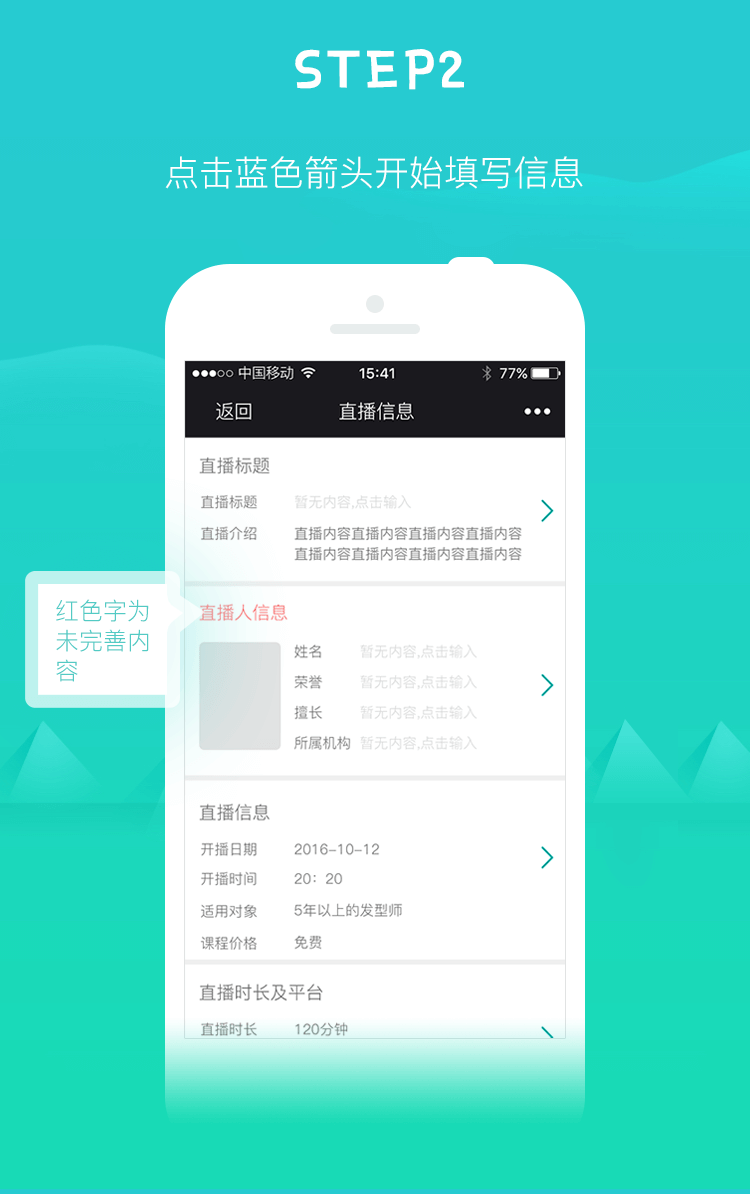 STEP2
点击蓝色箭头开始填写信息
中国移动 15:41 77%
返回 直播信息 •••
直播标题
直播标题 暂无内容,点击输入
直播介绍 直播内容直播内容直播内容直播内容
直播内容直播内容直播内容直播内容
红色字为
未完善内
容
直播人信息
姓名 暂无内容,点击输入
荣誉 暂无内容,点击输入
擅长 暂无内容,点击输入
所属机构 暂无内容,点击输入
直播信息
开播日期 2016-10-12
开播时间 20：20
适用对象 5年以上的发型师
课程价格 免费
直播时长及平台
直播时长 120分钟